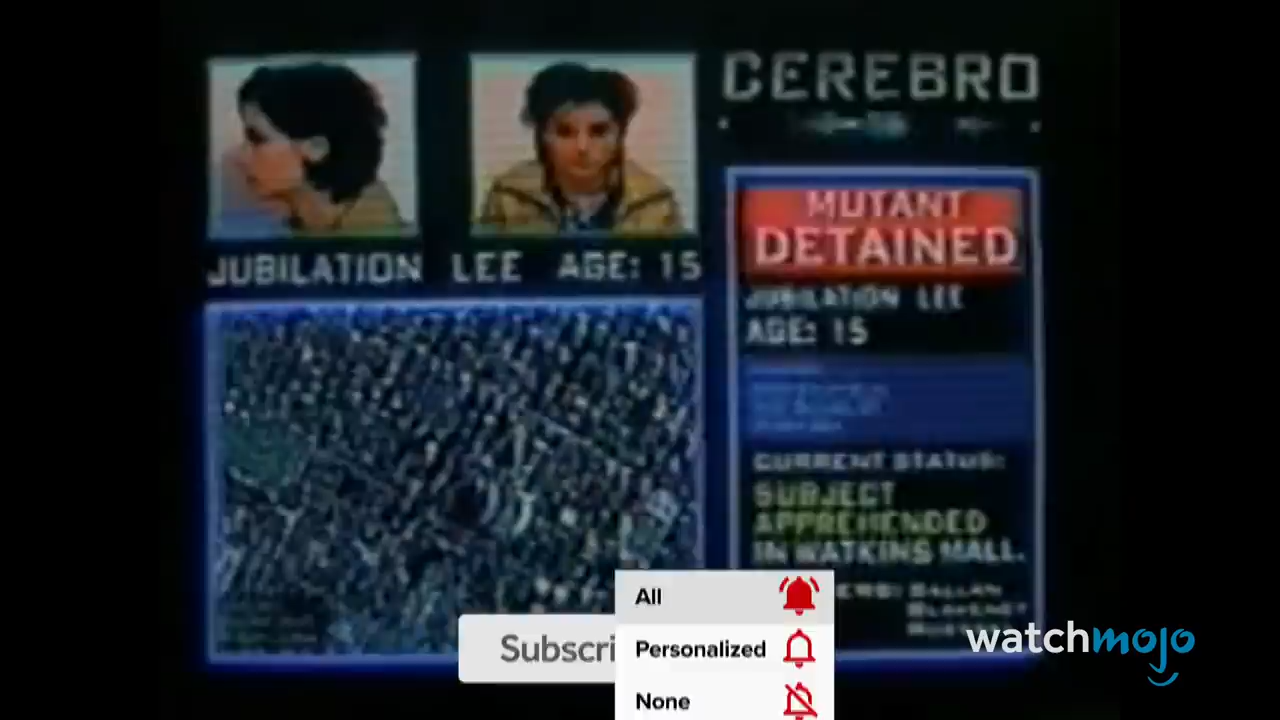 CEREBRO
JUBILATION LEE AGE: 15
MUTANT
DETAINED
JUBILATION LEE
AGE: 15
CURRENT STATUS:
SUBJECT
APPREHENDED
IN WATKINS MALL.
All
Personalized
None
Subscri
watchmojo